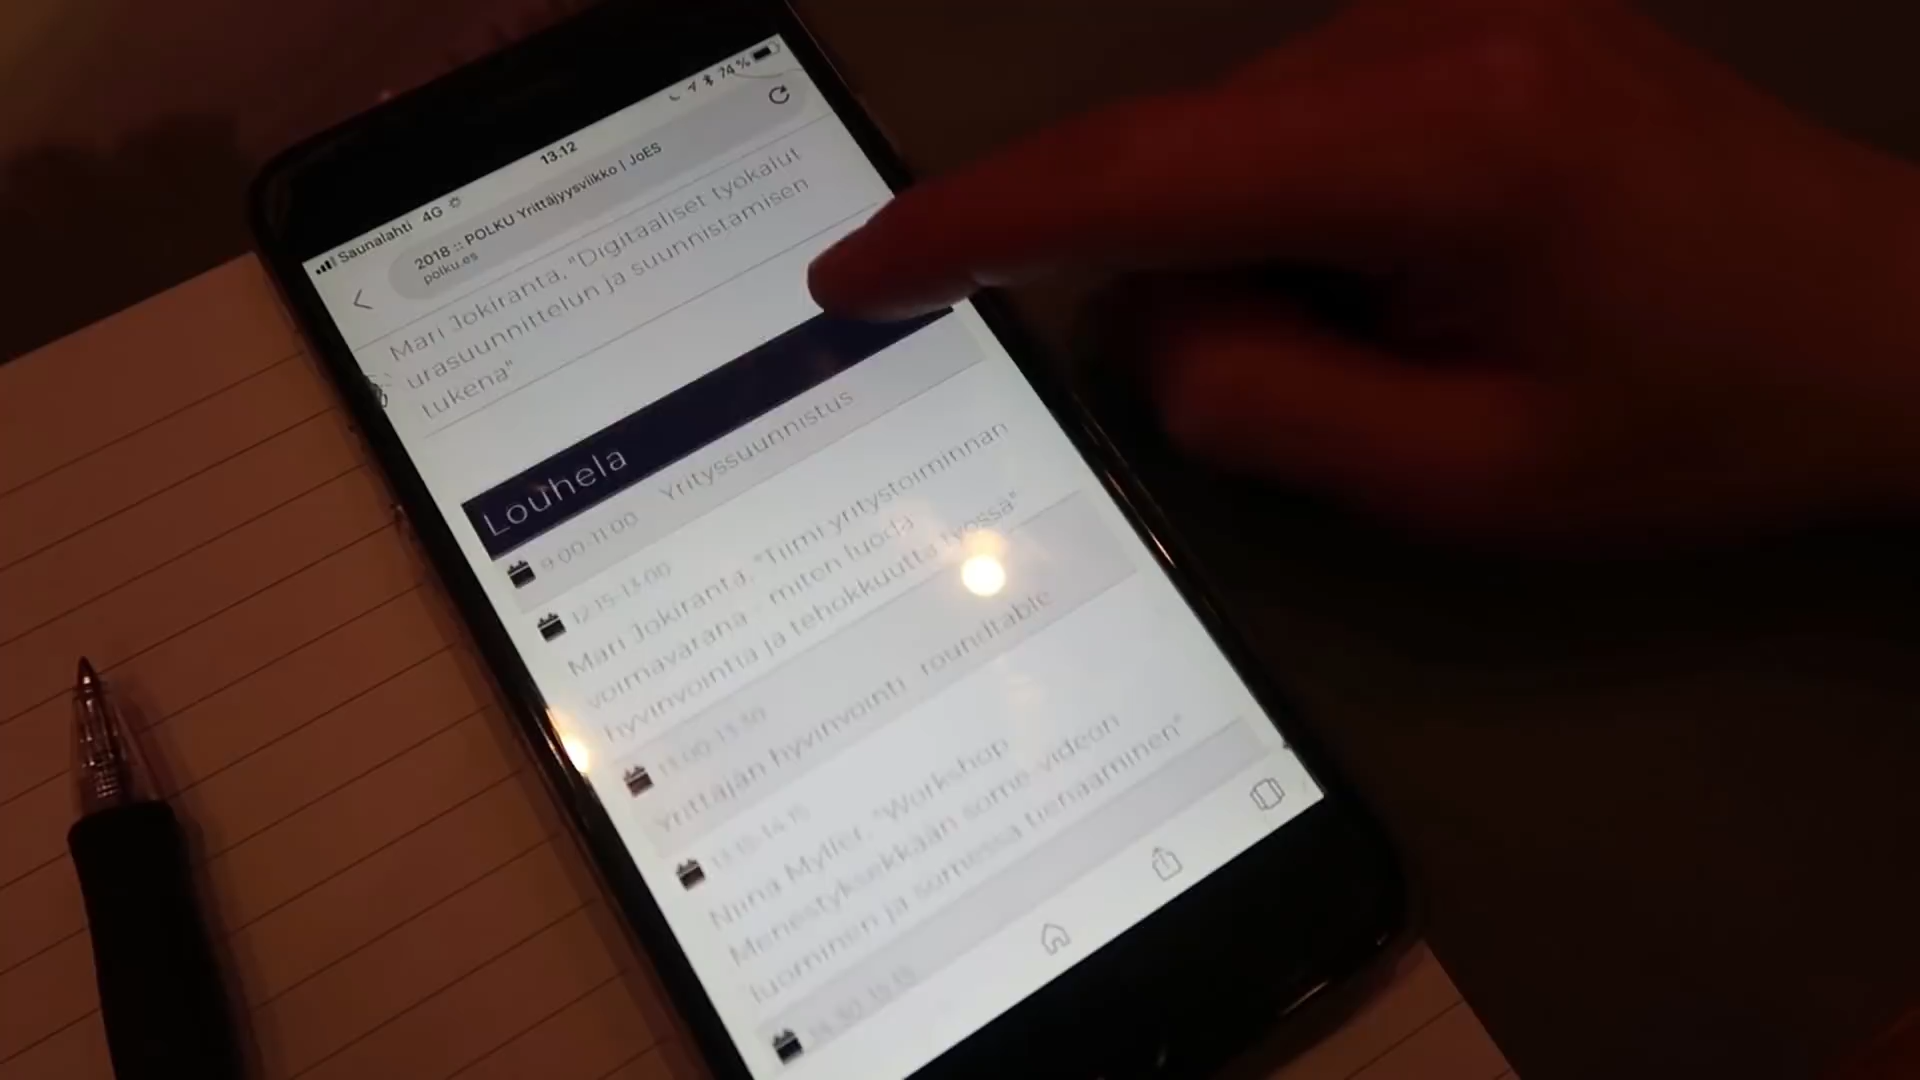 Saunalahti 4G
13.12
74 %
2018 :: POLKU Yrittäjyysviikko | JoES
polku.es
Mari Jokiranta, "Digitaaliset työkalut
urasuunnittelun ja suunnistamisen
tukena"
Louhela
9:00-11:00 Yrityssuunnistus
12:15-13:00
Mari Jokiranta, "Tiimi yritystoiminnan
voimavarana - miten luoda
hyvinvointia ja tehokkuutta työssä"
Yrittäjän hyvinvointi roundtable
Niina Myller, "Workshop
Menestyksekkään some-videon
luominen ja somessa tienaaminen"